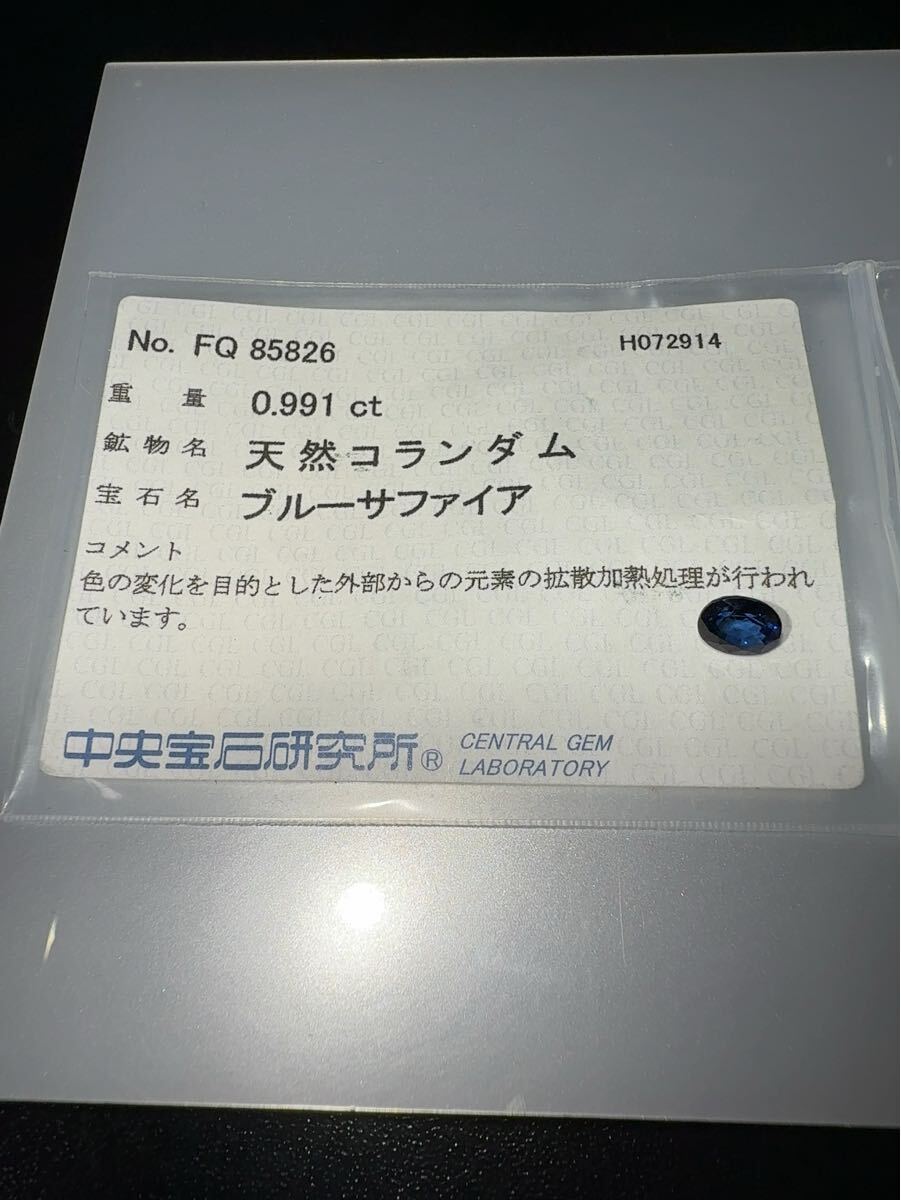 No. FQ 85826 H072914
重量 0.991 ct
鉱物名 天然コランダム
宝石名 ブルーサファイア
コメント
色の変化を目的とした外部からの元素の拡散加熱処理が行われ
ています。
中央宝石研究所® CENTRAL GEM
LABORATORY